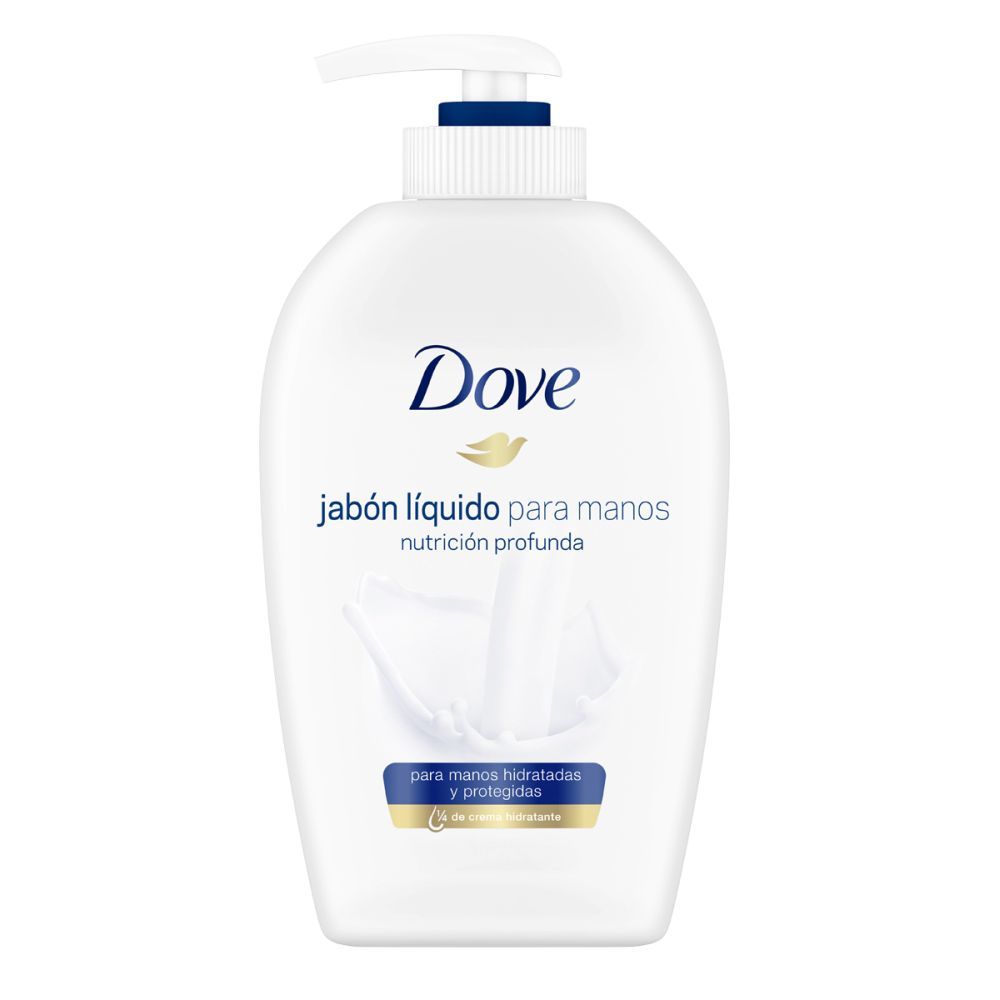 Dove
jabón líquido para manos
nutrición profunda
para manos hidratadas
y protegidas
¼ de crema hidratante